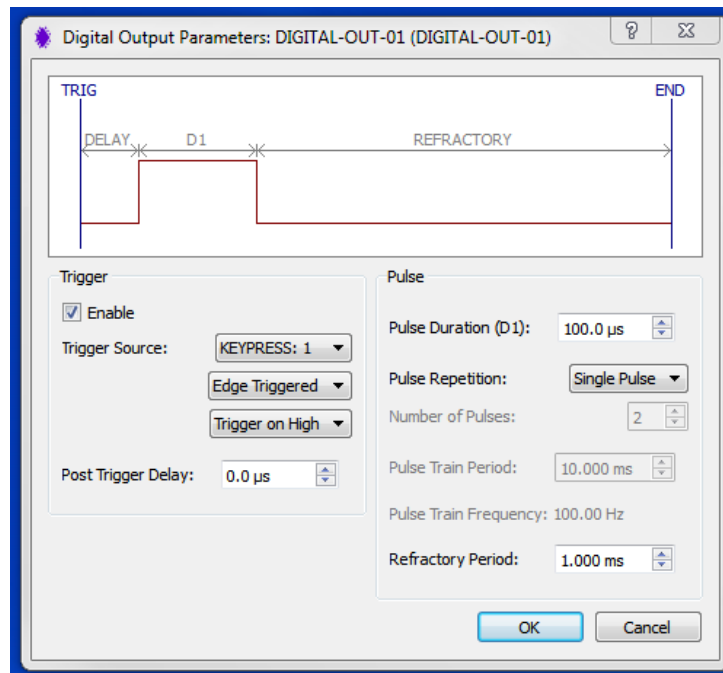 Digital Output Parameters: DIGITAL-OUT-01 (DIGITAL-OUT-01)
TRIG END
DELAY D1 REFRACTORY
Trigger
Enable
Trigger Source: KEYPRESS: 1
Edge Triggered
Trigger on High
Post Trigger Delay: 0.0 µs
Pulse
Pulse Duration (D1): 100.0 µs
Pulse Repetition: Single Pulse
Number of Pulses: 2
Pulse Train Period: 10.000 ms
Pulse Train Frequency: 100.00 Hz
Refractory Period: 1.000 ms
OK Cancel